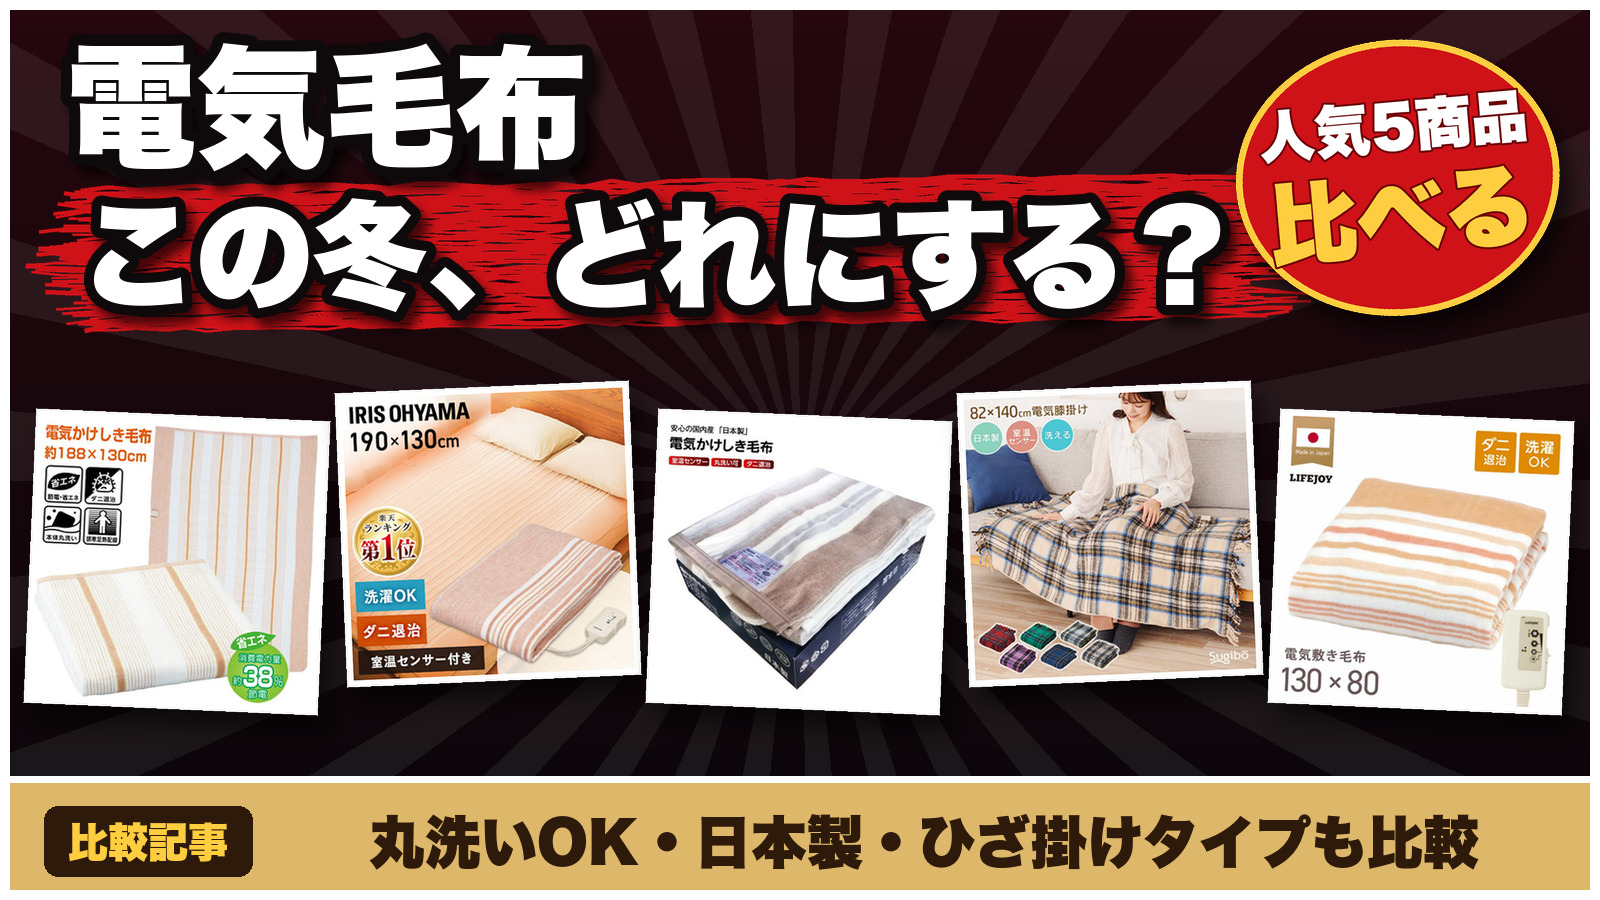 電気毛布
この冬、どれにする？
人気5商品
比べる
電気かけしき毛布
約188×130cm
省エネ
節電・省エネ
ダニ退治
本体丸洗い
頭寒足熱配線
省エネ
消費電力量
約38%
節電
IRIS OHYAMA
190×130cm
楽天
ランキング
第1位
洗濯OK
ダニ退治
室温センサー付き
安心の国内産「日本製」
電気かけしき毛布
室温センサー 丸洗い可 ダニ退治
日本製
82×140cm電気膝掛け
日本製
室温
センサー
洗える
Sugibo
Made in Japan
LIFEJOY
ダニ
退治
洗濯
OK
電気敷き毛布
130×80
比較記事
丸洗いOK・日本製・ひざ掛けタイプも比較